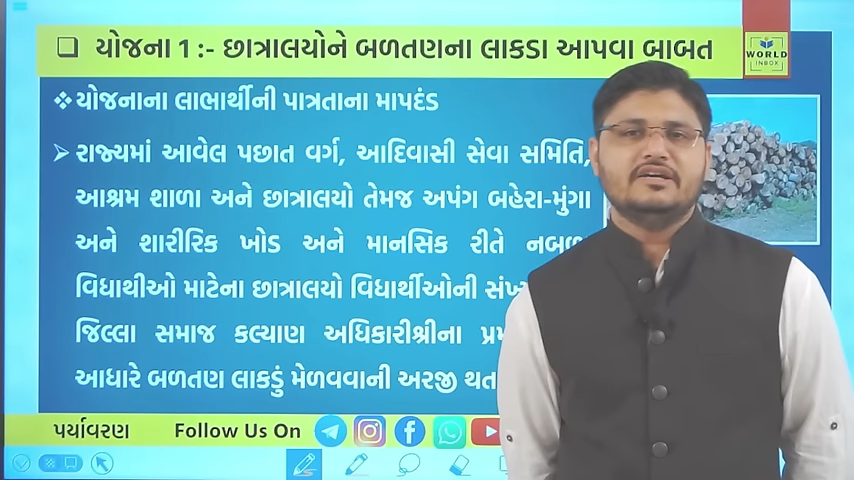 ❑ યોજના 1 :- છાત્રાલયોને બળતણના લાકડા આપવા બાબત
WORLD
INBOX
❖યોજનાના લાભાર્થીની પાત્રતાના માપદંડ
➢ રાજ્યમાં આવેલ પછાત વર્ગ, આદિવાસી સેવા સમિતિ,
આશ્રમ શાળા અને છાત્રાલયો તેમજ અપંગ બહેરા-મુંગા
અને શારીરિક ખોડ અને માનસિક રીતે
વિધાથીઓ માટેના છાત્રાલયો વિધાર્થીઓની
જિલ્લા સમાજ કલ્યાણ અધિકારીશ્રીના
આધારે બળતણ લાકડું મેળવવાની અરજી
પર્યાવરણ Follow Us On